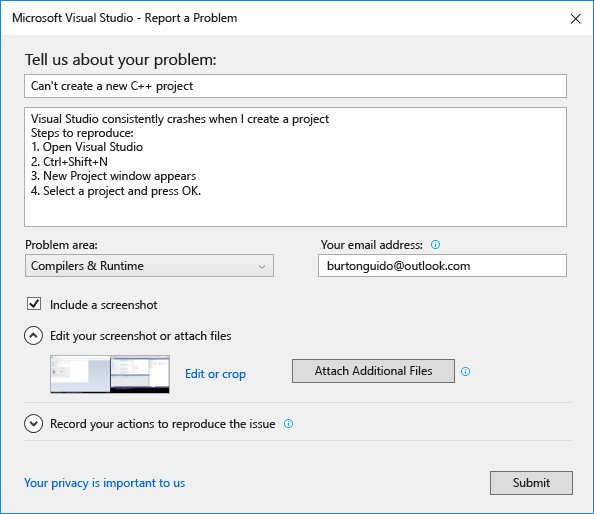 Microsoft Visual Studio - Report a Problem
Tell us about your problem:
Can't create a new C++ project
Visual Studio consistently crashes when I create a project
Steps to reproduce:
1. Open Visual Studio
2. Ctrl+Shift+N
3. New Project window appears
4. Select a project and press OK.
Problem area:
Your email address:
Compilers & Runtime
burtonguido@outlook.com
Include a screenshot
Edit your screenshot or attach files
Edit or crop
Attach Additional Files
Record your actions to reproduce the issue
Your privacy is important to us
Submit